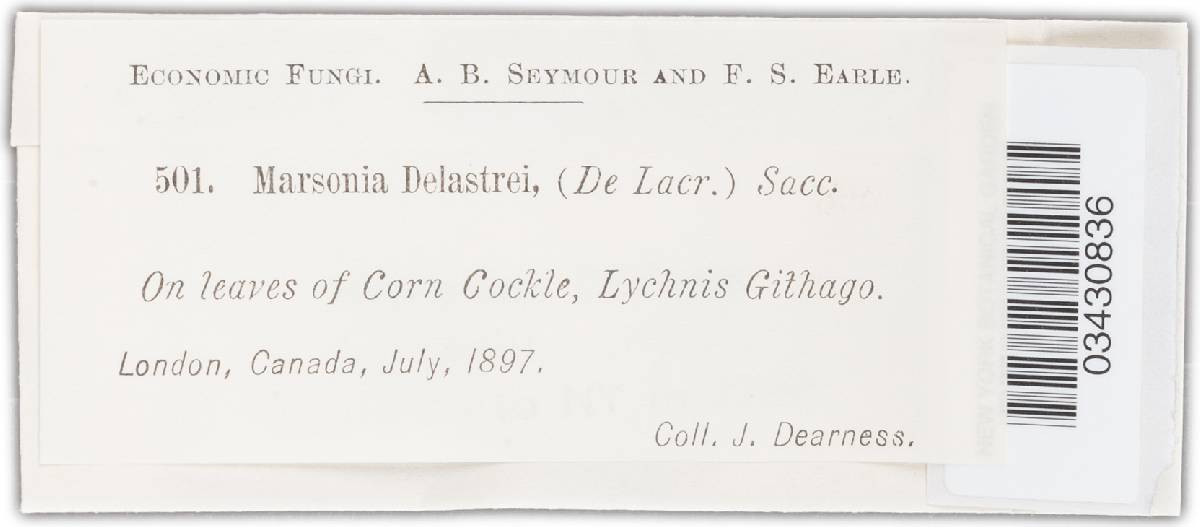 Economic Fungi. A. B. Seymour and F. S. Earle.
501. Marsonia Delastrei, (De Lacr.) Sacc.
On leaves of Corn Cockle, Lychnis Githago.
London, Canada, July, 1897.
Coll. J. Dearness.
03430836